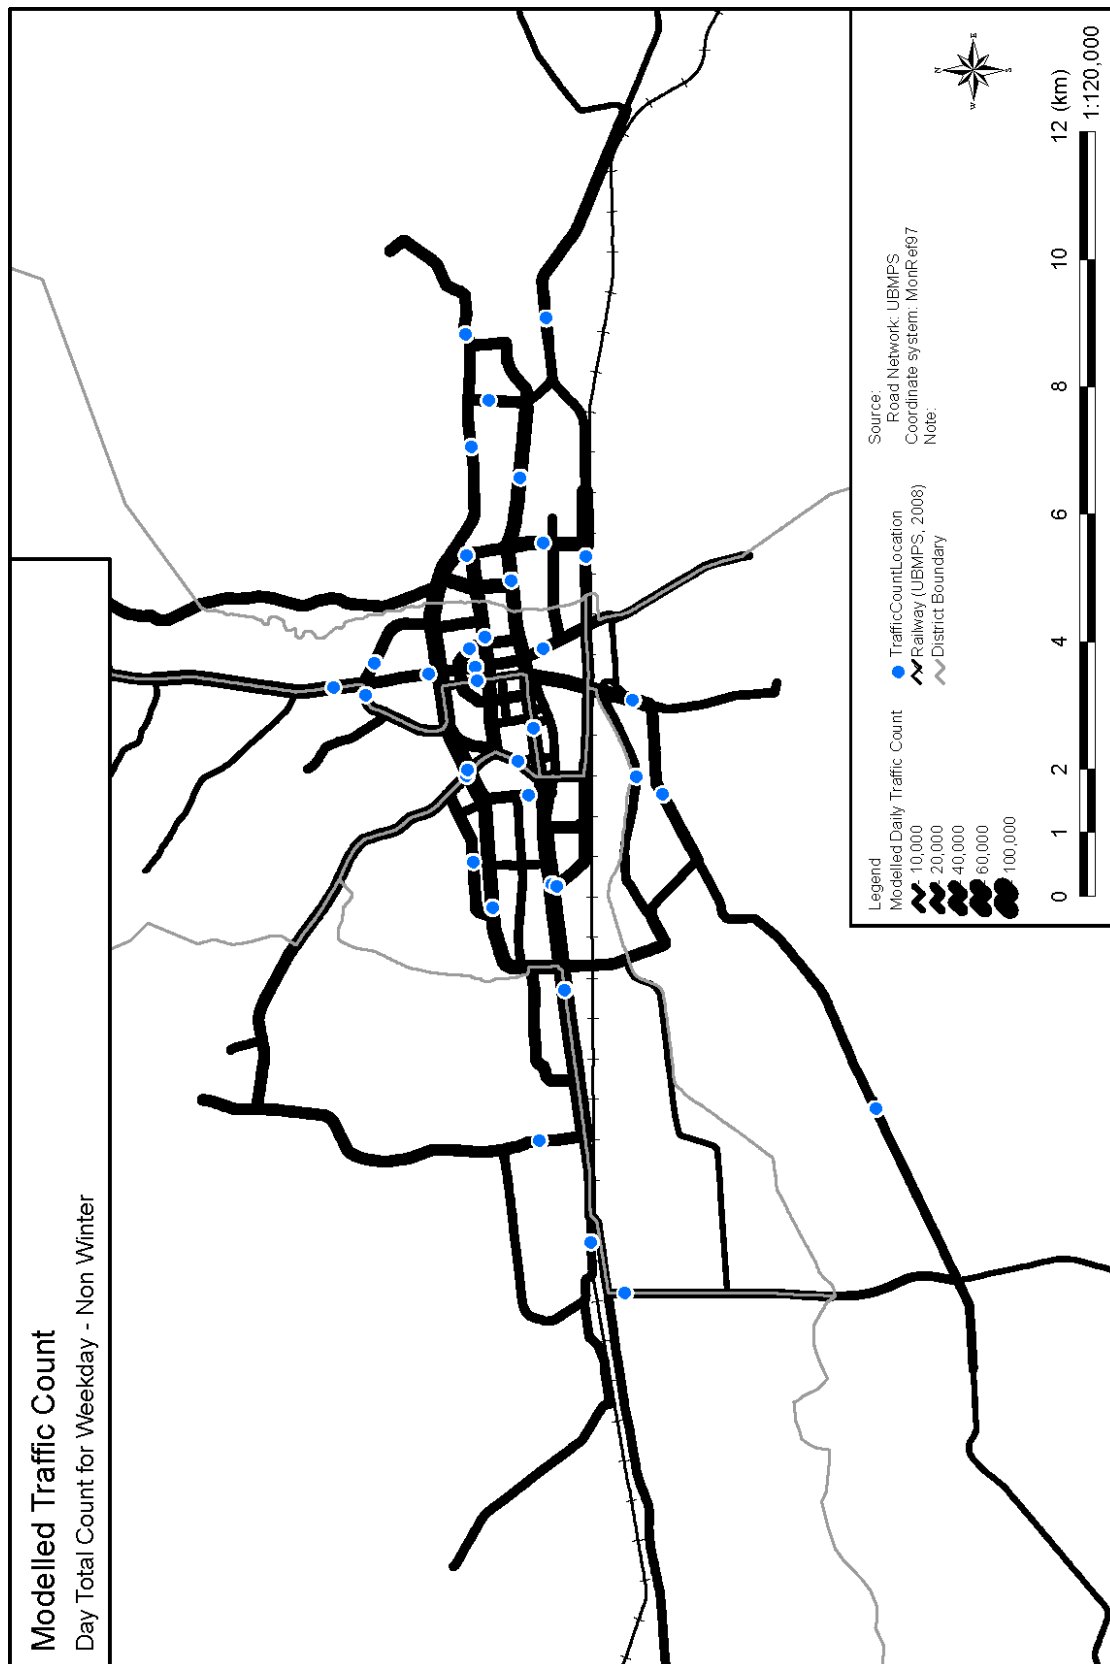 Modelled Traffic Count
Day Total Count for Weekday - Non Winter
Legend
Modelled Daily Traffic Count
10,000
20,000
40,000
60,000
100,000
TrafficCountLocation
Railway (UBMPS, 2008)
District Boundary
Source:
Road Network: UBMPS
Coordinate system: MonRef97
Note:
N
E
S
W
0 1 2 4 6 8 10 12 (km)
1:120,000